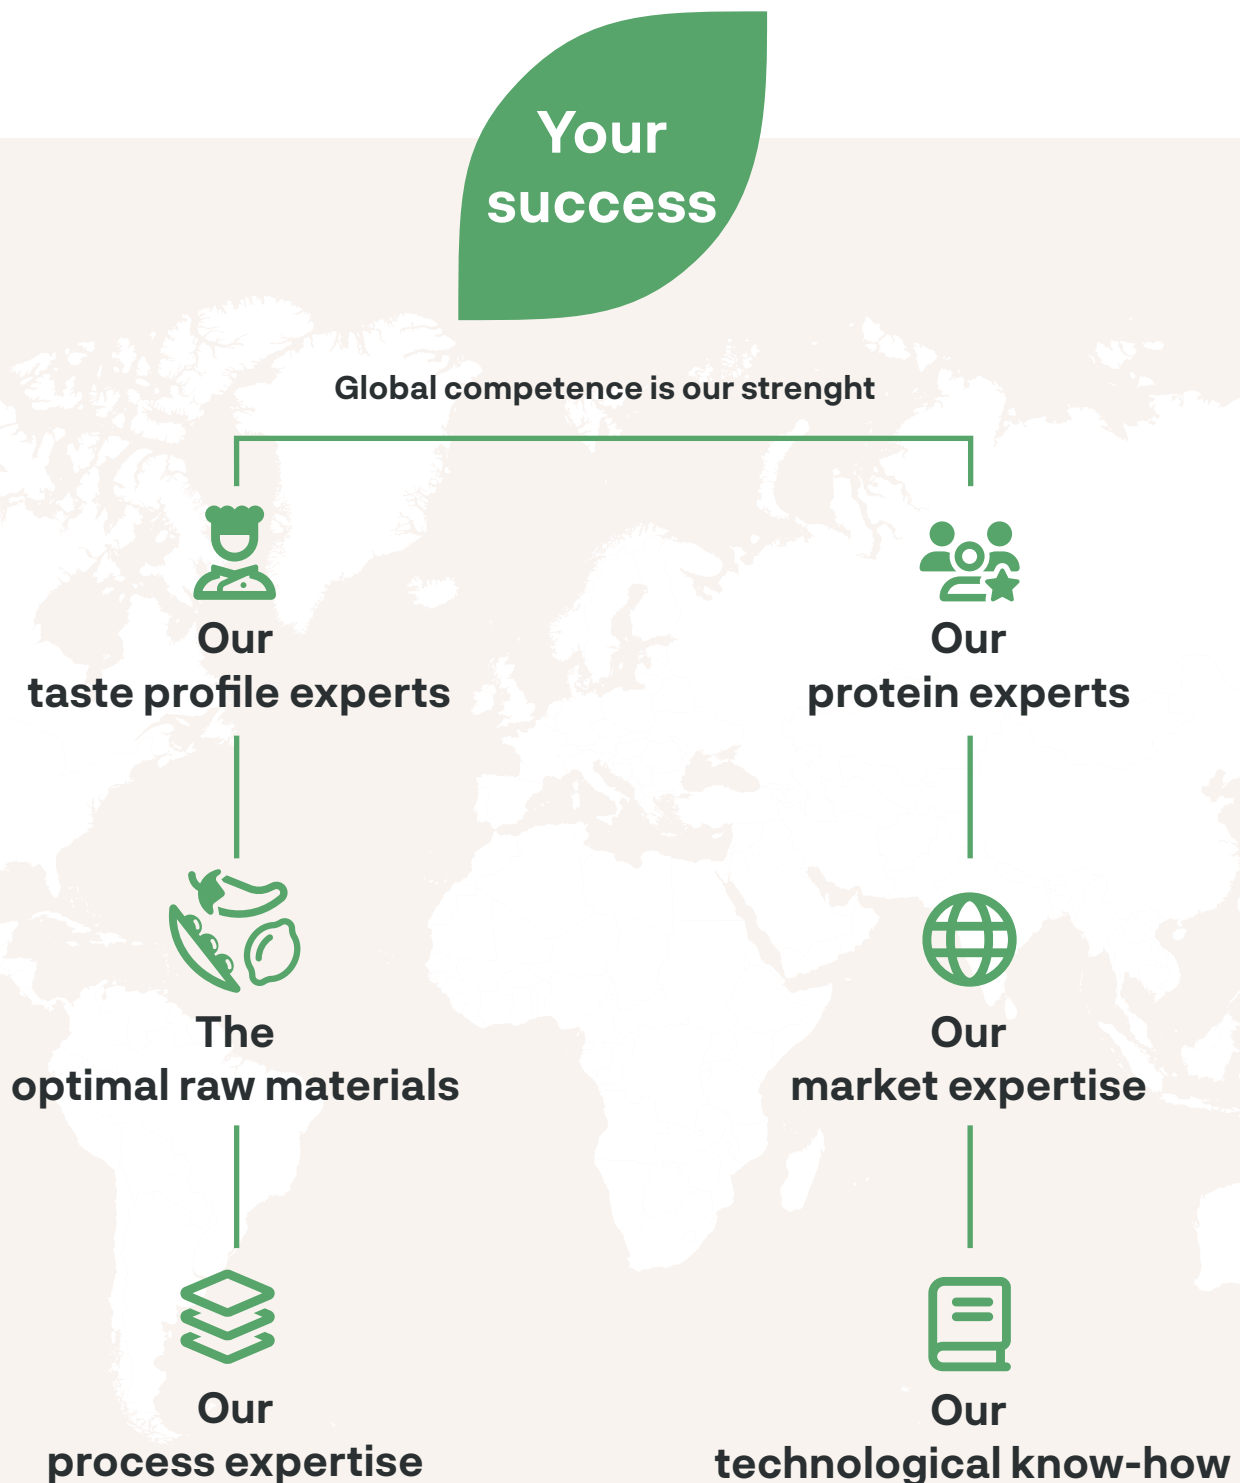 Your
success
Global competence is our strenght
Our
taste profile experts
Our
protein experts
The
optimal raw materials
Our
market expertise
Our
process expertise
Our
technological know-how